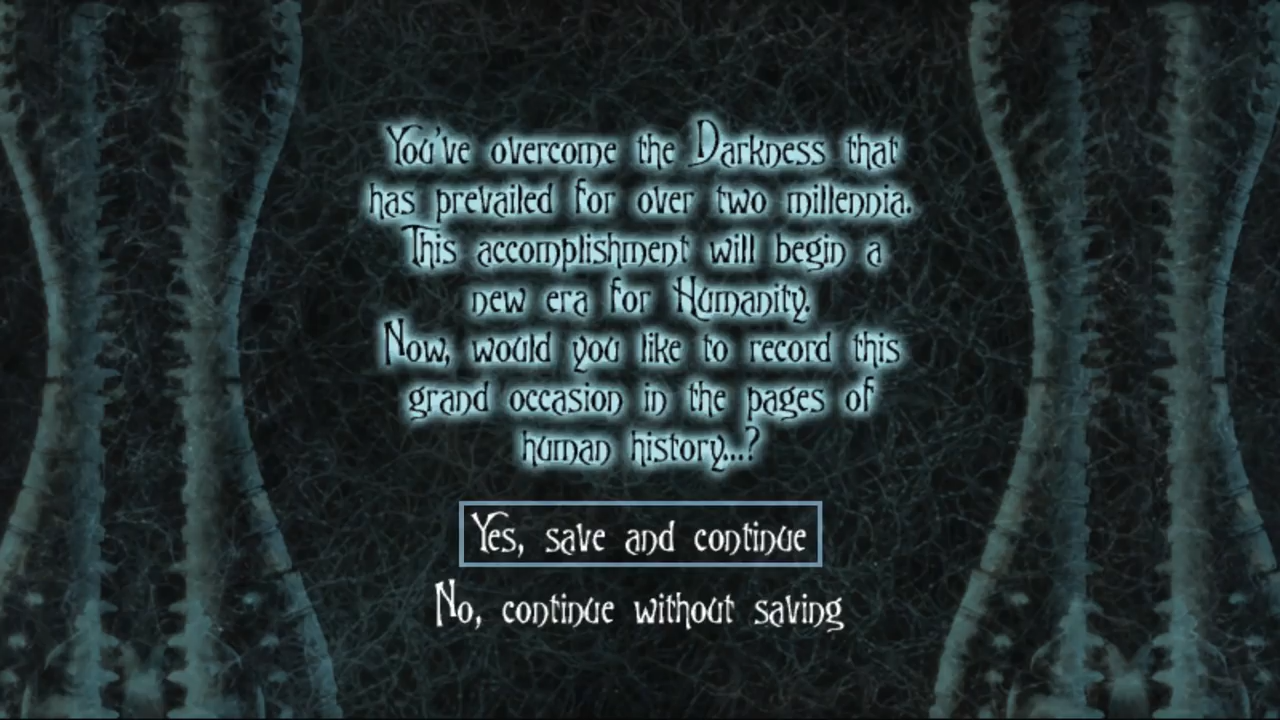 You've overcome the Darkness that
has prevailed for over two millennia.
This accomplishment will begin a
new era for Humanity.
Now, would you like to record this
grand occasion in the pages of
human history...?
Yes, save and continue
No, continue without saving